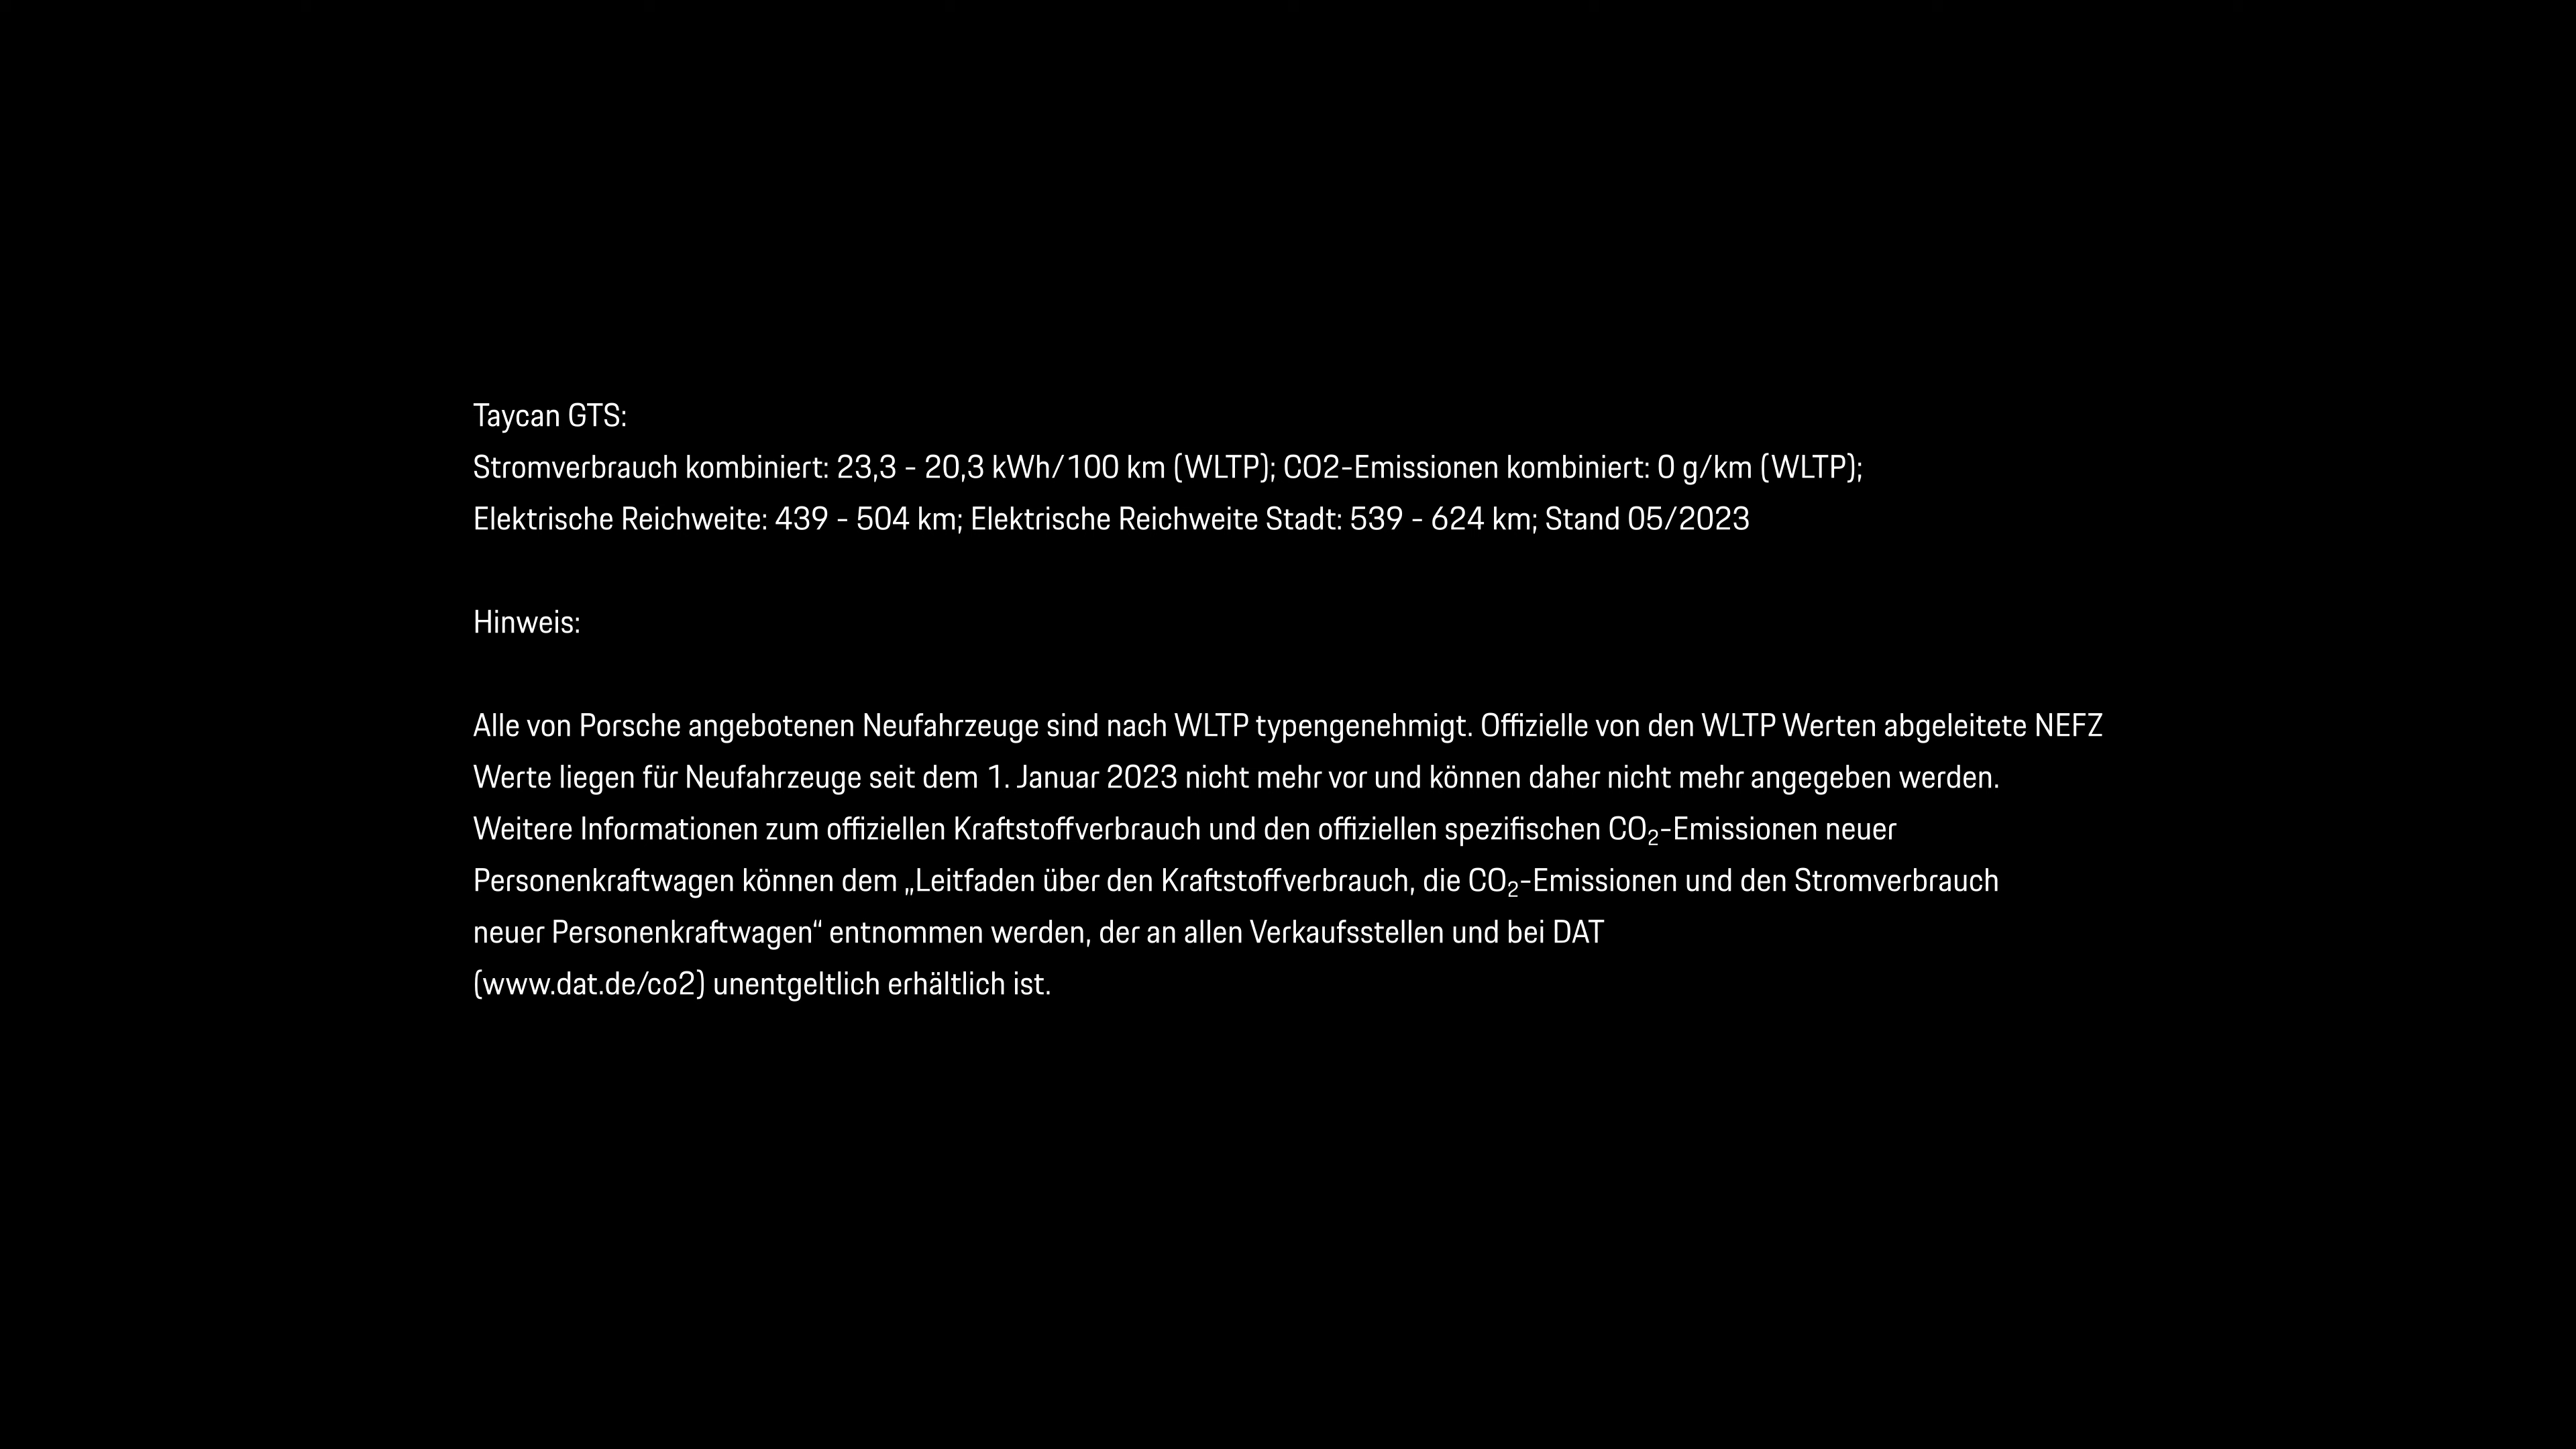 Taycan GTS:
Stromverbrauch kombiniert: 23,3 - 20,3 kWh/100 km (WLTP); CO2-Emissionen kombiniert: 0 g/km (WLTP);
Elektrische Reichweite: 439 - 504 km; Elektrische Reichweite Stadt: 539 - 624 km; Stand 05/2023
Hinweis:
Alle von Porsche angebotenen Neufahrzeuge sind nach WLTP typengenehmigt. Offizielle von den WLTP Werten abgeleitete NEFZ
Werte liegen für Neufahrzeuge seit dem 1. Januar 2023 nicht mehr vor und können daher nicht mehr angegeben werden.
Weitere Informationen zum offiziellen Kraftstoffverbrauch und den offiziellen spezifischen CO₂-Emissionen neuer
Personenkraftwagen können dem „Leitfaden über den Kraftstoffverbrauch, die CO₂-Emissionen und den Stromverbrauch
neuer Personenkraftwagen“ entnommen werden, der an allen Verkaufsstellen und bei DAT
(www.dat.de/co2) unentgeltlich erhältlich ist.